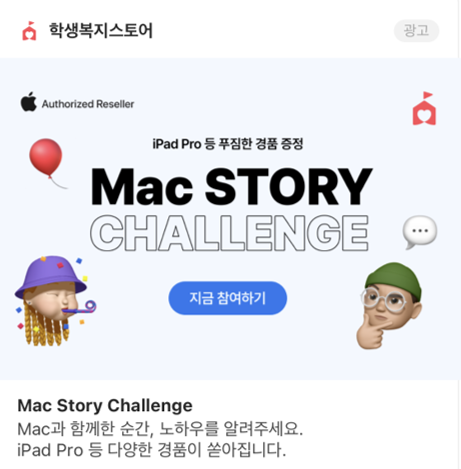 학생복지스토어
광고
Authorized Reseller
iPad Pro 등 푸짐한 경품 증정
Mac STORY
CHALLENGE
지금 참여하기
Mac Story Challenge
Mac과 함께한 순간, 노하우를 알려주세요.
iPad Pro 등 다양한 경품이 쏟아집니다.